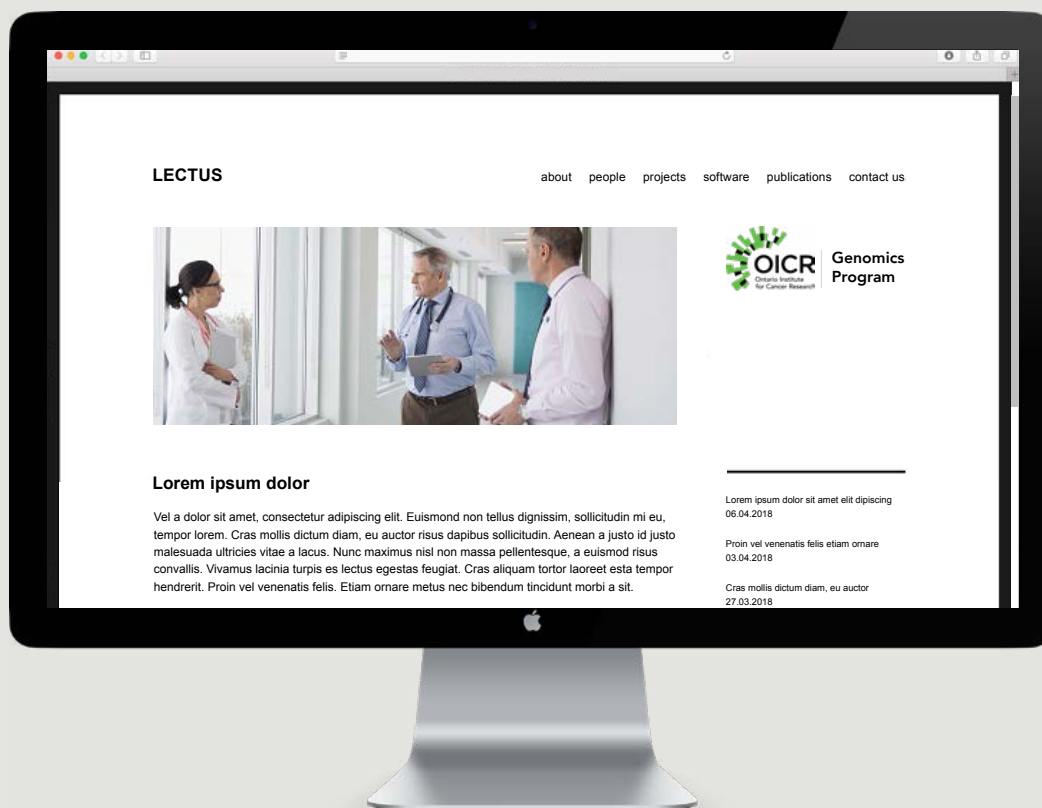 LECTUS
about people projects software publications contact us
OICR
Ontario Institute
for Cancer Research
Genomics
Program
Lorem ipsum dolor
Vel a dolor sit amet, consectetur adipiscing elit. Euismond non tellus dignissim, sollicitudin mi eu,
tempor lorem. Cras mollis dictum diam, eu auctor risus dapibus sollicitudin. Aenean a justo id justo
malesuada ultricies vitae a lacus. Nunc maximus nisl non massa pellentesque, a euismod risus
convallis. Vivamus lacinia turpis es lectus egestas feugiat. Cras aliquam tortor laoreet esta tempor
hendrerit. Proin vel venenatis felis. Etiam ornare metus nec bibendum tincidunt morbi a sit.
Lorem ipsum dolor sit amet elit dipiscing
06.04.2018
Proin vel venenatis felis etiam ornare
03.04.2018
Cras mollis dictum diam, eu auctor
27.03.2018